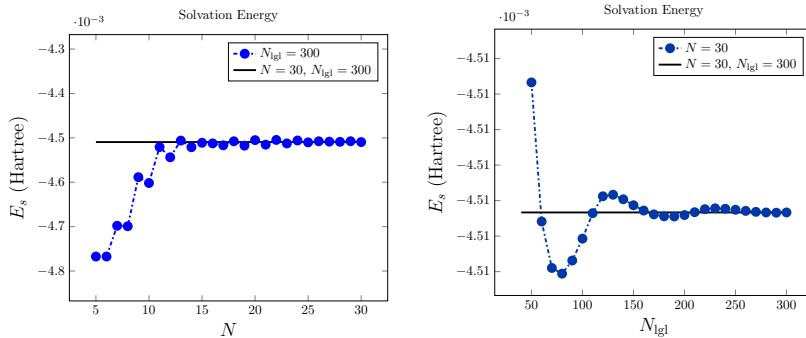 Solvation Energy
·10⁻³
−4.3
−4.4
−4.5
−4.6
−4.7
−4.8
E_s (Hartree)
5 10 15 20 25 30
N
N_lgl = 300
N = 30, N_lgl = 300
Solvation Energy
·10⁻³
−4.51
−4.51
−4.51
−4.51
−4.51
−4.51
−4.51
E_s (Hartree)
50 100 150 200 250 300
N_lgl
N = 30
N = 30, N_lgl = 300